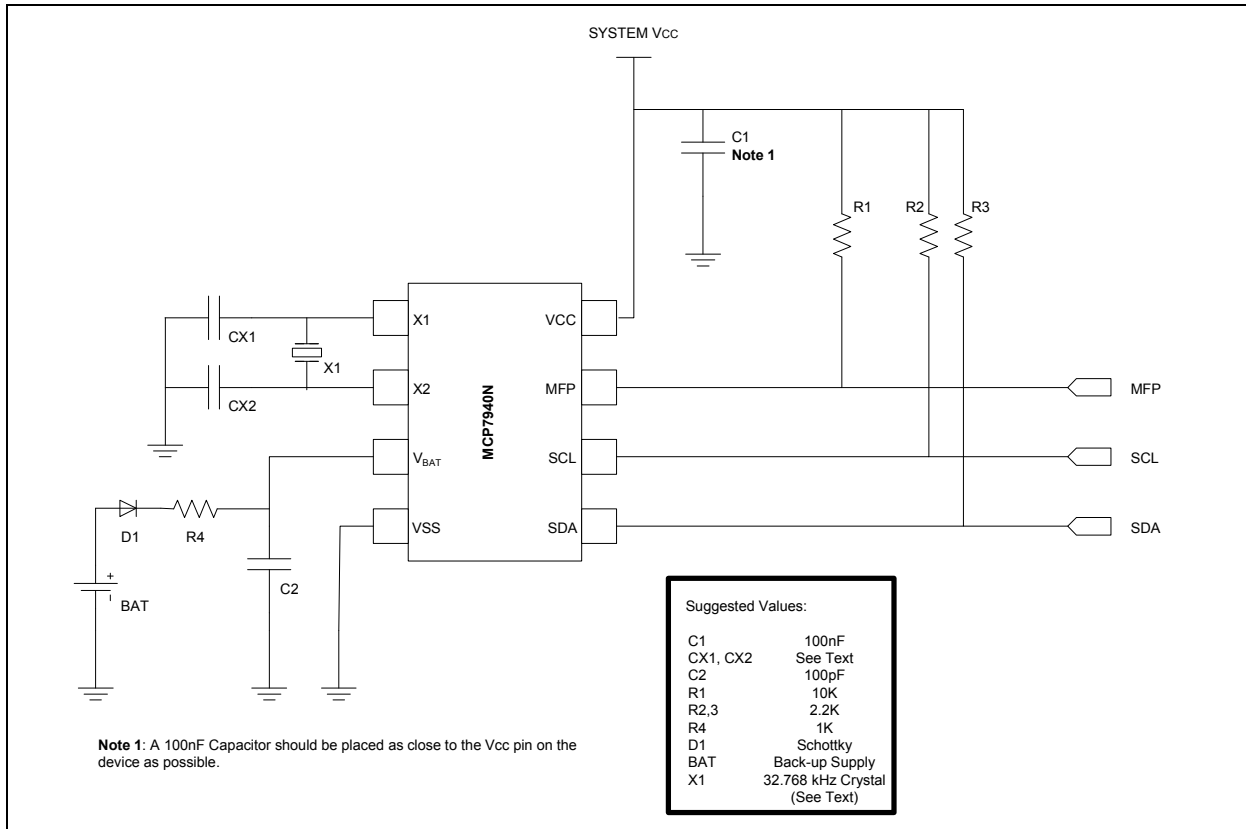 SYSTEM VCC
C1
Note 1
R1
R2
R3
CX1
X1
CX2
X1
VCC
X2
MFP
MCP7940N
VBAT
SCL
VSS
SDA
MFP
SCL
SDA
D1
R4
C2
+
-
BAT
Suggested Values:
C1 100nF
CX1, CX2 See Text
C2 100pF
R1 10K
R2,3 2.2K
R4 1K
D1 Schottky
BAT Back-up Supply
X1 32.768 kHz Crystal
(See Text)
Note 1: A 100nF Capacitor should be placed as close to the Vcc pin on the
device as possible.